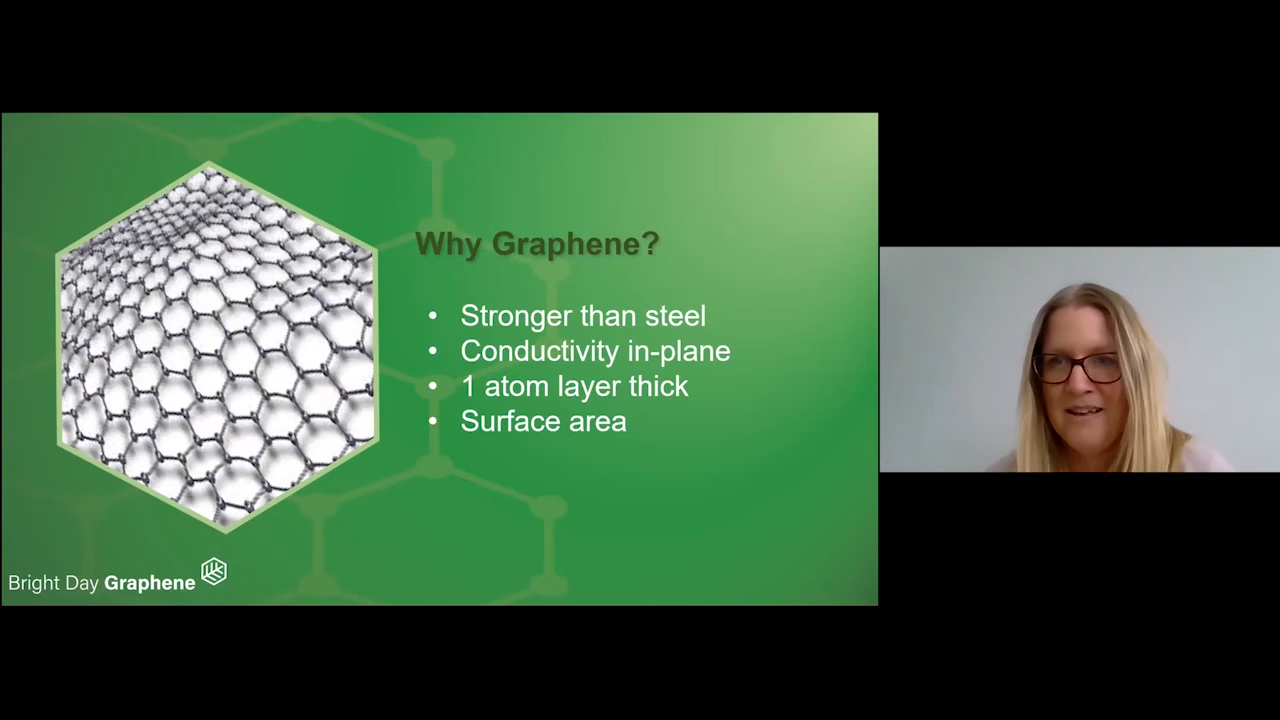 Why Graphene?
• Stronger than steel
• Conductivity in-plane
• 1 atom layer thick
• Surface area
Bright Day Graphene